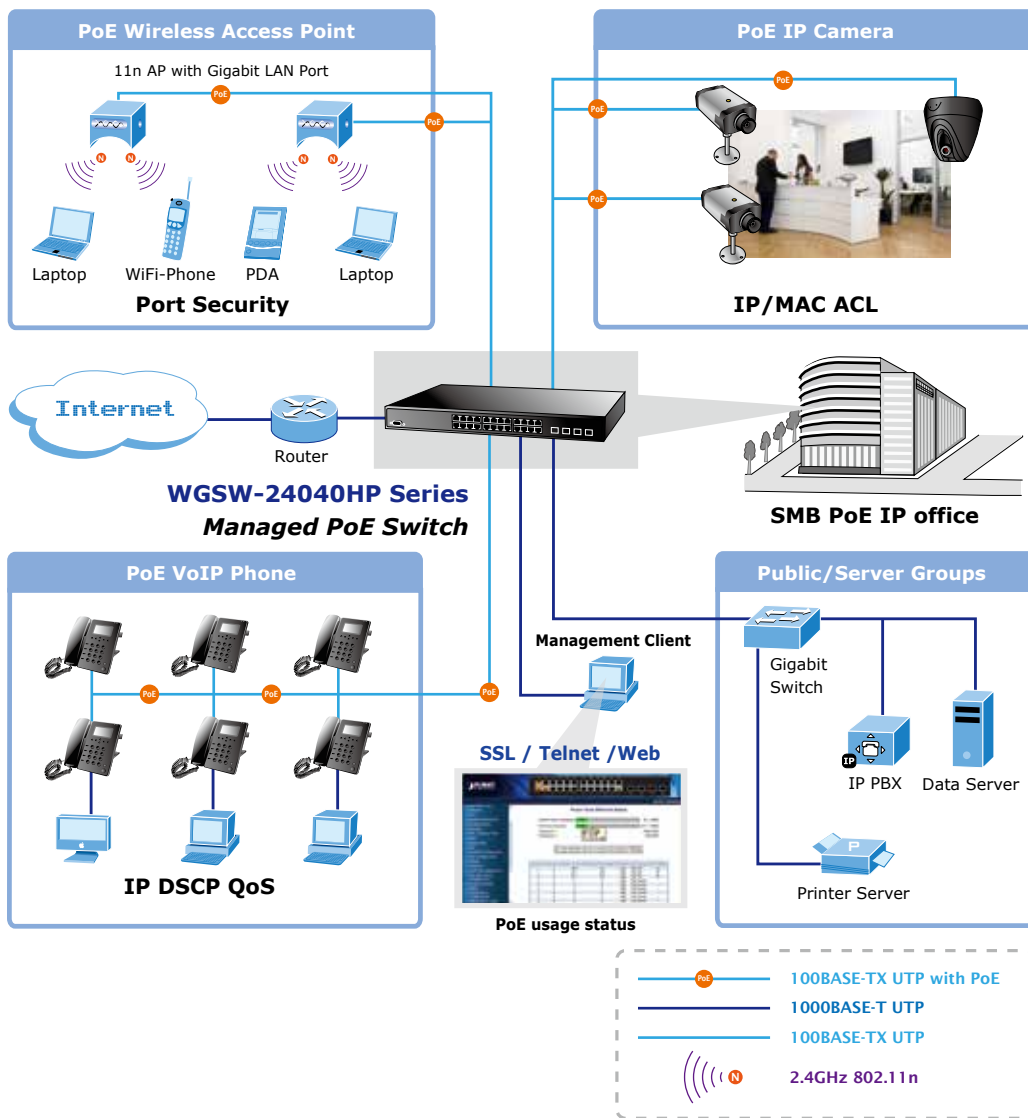 PoE Wireless Access Point
11n AP with Gigabit LAN Port
PoE
PoE
N
N
N
N
Laptop
WiFi-Phone
PDA
Laptop
Port Security
PoE IP Camera
PoE
PoE
PoE
IP/MAC ACL
Internet
Router
WGSW-24040HP Series
Managed PoE Switch
SMB PoE IP office
PoE VoIP Phone
PoE
PoE
PoE
IP DSCP QoS
Management Client
SSL / Telnet /Web
PoE usage status
Public/Server Groups
Gigabit
Switch
IP
IP PBX
Data Server
P
Printer Server
PoE
100BASE-TX UTP with PoE
1000BASE-T UTP
100BASE-TX UTP
N
2.4GHz 802.11n